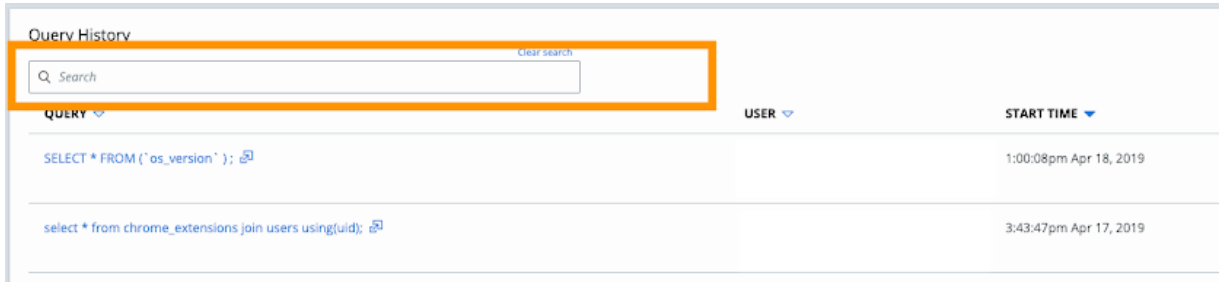 Query History
Clear search
Search
QUERY USER START TIME
SELECT * FROM (`os_version` ) ; 1:00:08pm Apr 18, 2019
select * from chrome_extensions join users using(uid); 3:43:47pm Apr 17, 2019